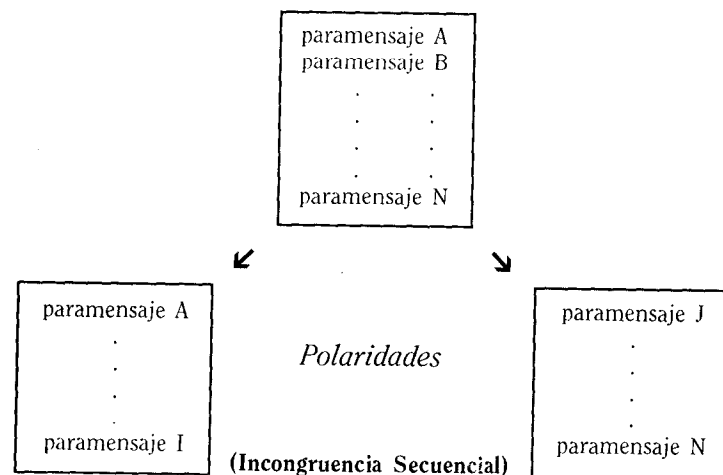 paramensaje A
paramensaje B
. .
. .
. .
. .
paramensaje N
paramensaje A
.
.
.
paramensaje I
Polaridades
(Incongruencia Secuencial)
paramensaje J
.
.
.
.
paramensaje N